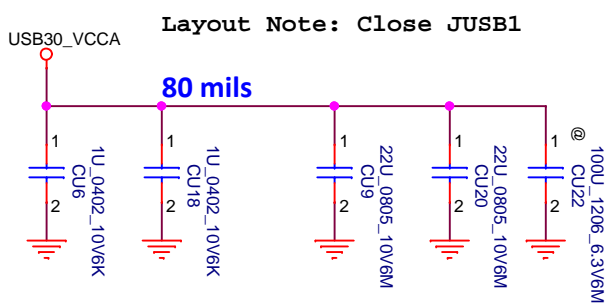 Layout Note: Close JUSB1
USB30_VCCA
80 mils
1
2
1U_0402_10V6K
CU6
1
2
1U_0402_10V6K
CU18
1
2
22U_0805_10V6M
CU9
1
2
22U_0805_10V6M
CU20
1
2
@
100U_1206_6.3V6M
CU22